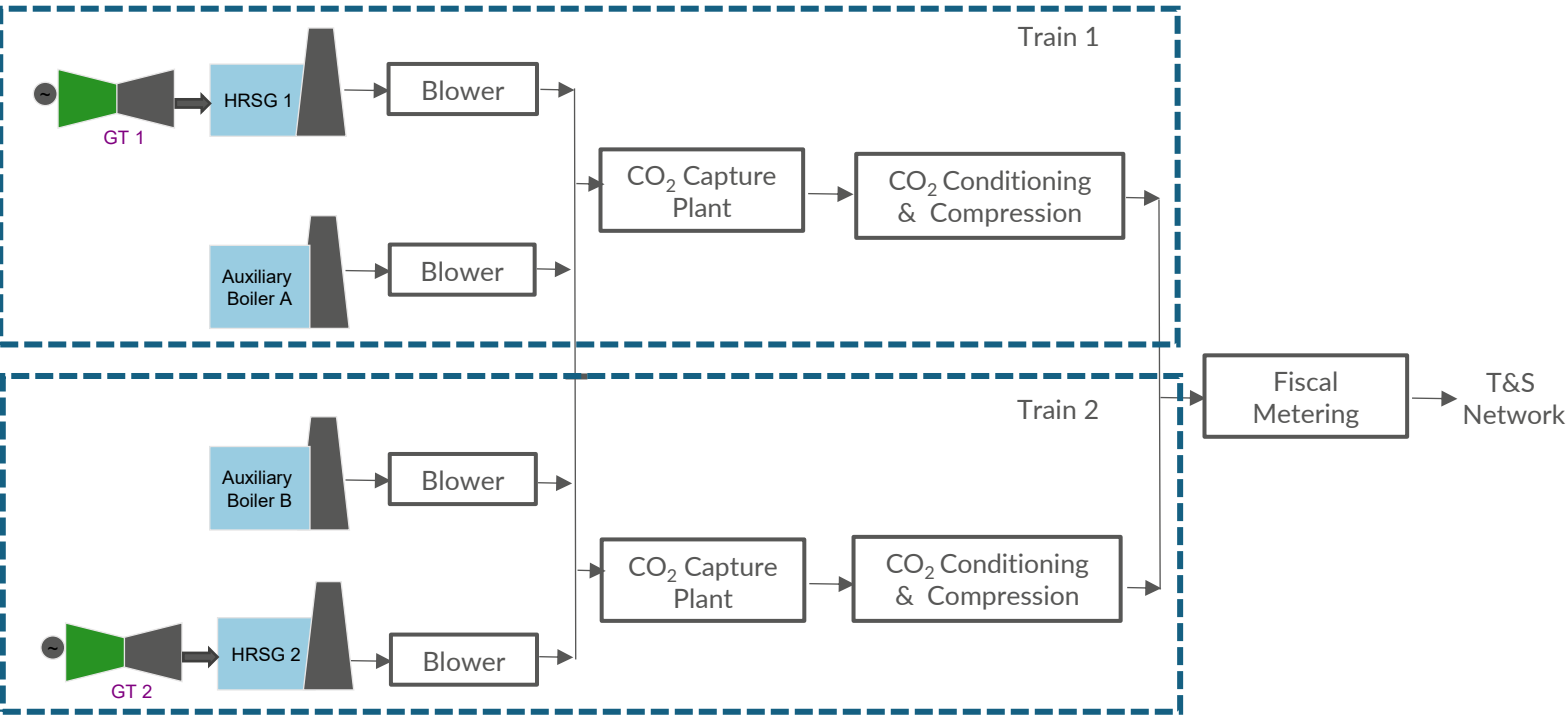 Train 1
~
GT 1
HRSG 1
Blower
CO₂ Capture
Plant
CO₂ Conditioning
& Compression
Auxiliary
Boiler A
Blower
Train 2
Fiscal
Metering
T&S
Network
Auxiliary
Boiler B
Blower
CO₂ Capture
Plant
CO₂ Conditioning
& Compression
~
GT 2
HRSG 2
Blower